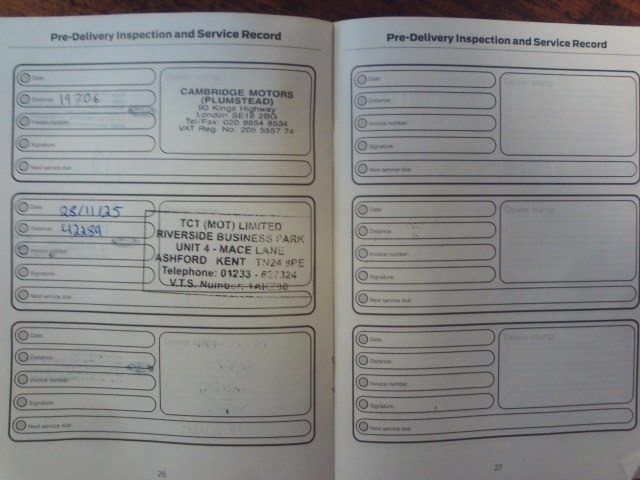 Pre-Delivery Inspection and Service Record
Date:
Distance: 19206
Invoice number:
Signature:
Next service due:
Dealer stamp
CAMBRIDGE MOTORS
(PLUMSTEAD)
90 Kings Highway
London SE18 2BG
Tel/Fax: 020 8854 8534
VAT Reg. No. 205 5557 74
Date: 28/11/25
Distance: 42289
Invoice number:
Signature:
Next service due:
TCT (MOT) LIMITED
RIVERSIDE BUSINESS PARK
UNIT 4 - MACE LANE
ASHFORD KENT TN24 8PE
Telephone: 01233 - 627324
V.T.S. Number:
Date:
Distance:
Invoice number:
Signature:
Next service due:
Dealer stamp
26
Pre-Delivery Inspection and Service Record
Date:
Distance:
Invoice number:
Signature:
Next service due:
Dealer stamp
Date:
Distance:
Invoice number:
Signature:
Next service due:
Dealer stamp
Date:
Distance:
Invoice number:
Signature:
Next service due:
Dealer stamp
27